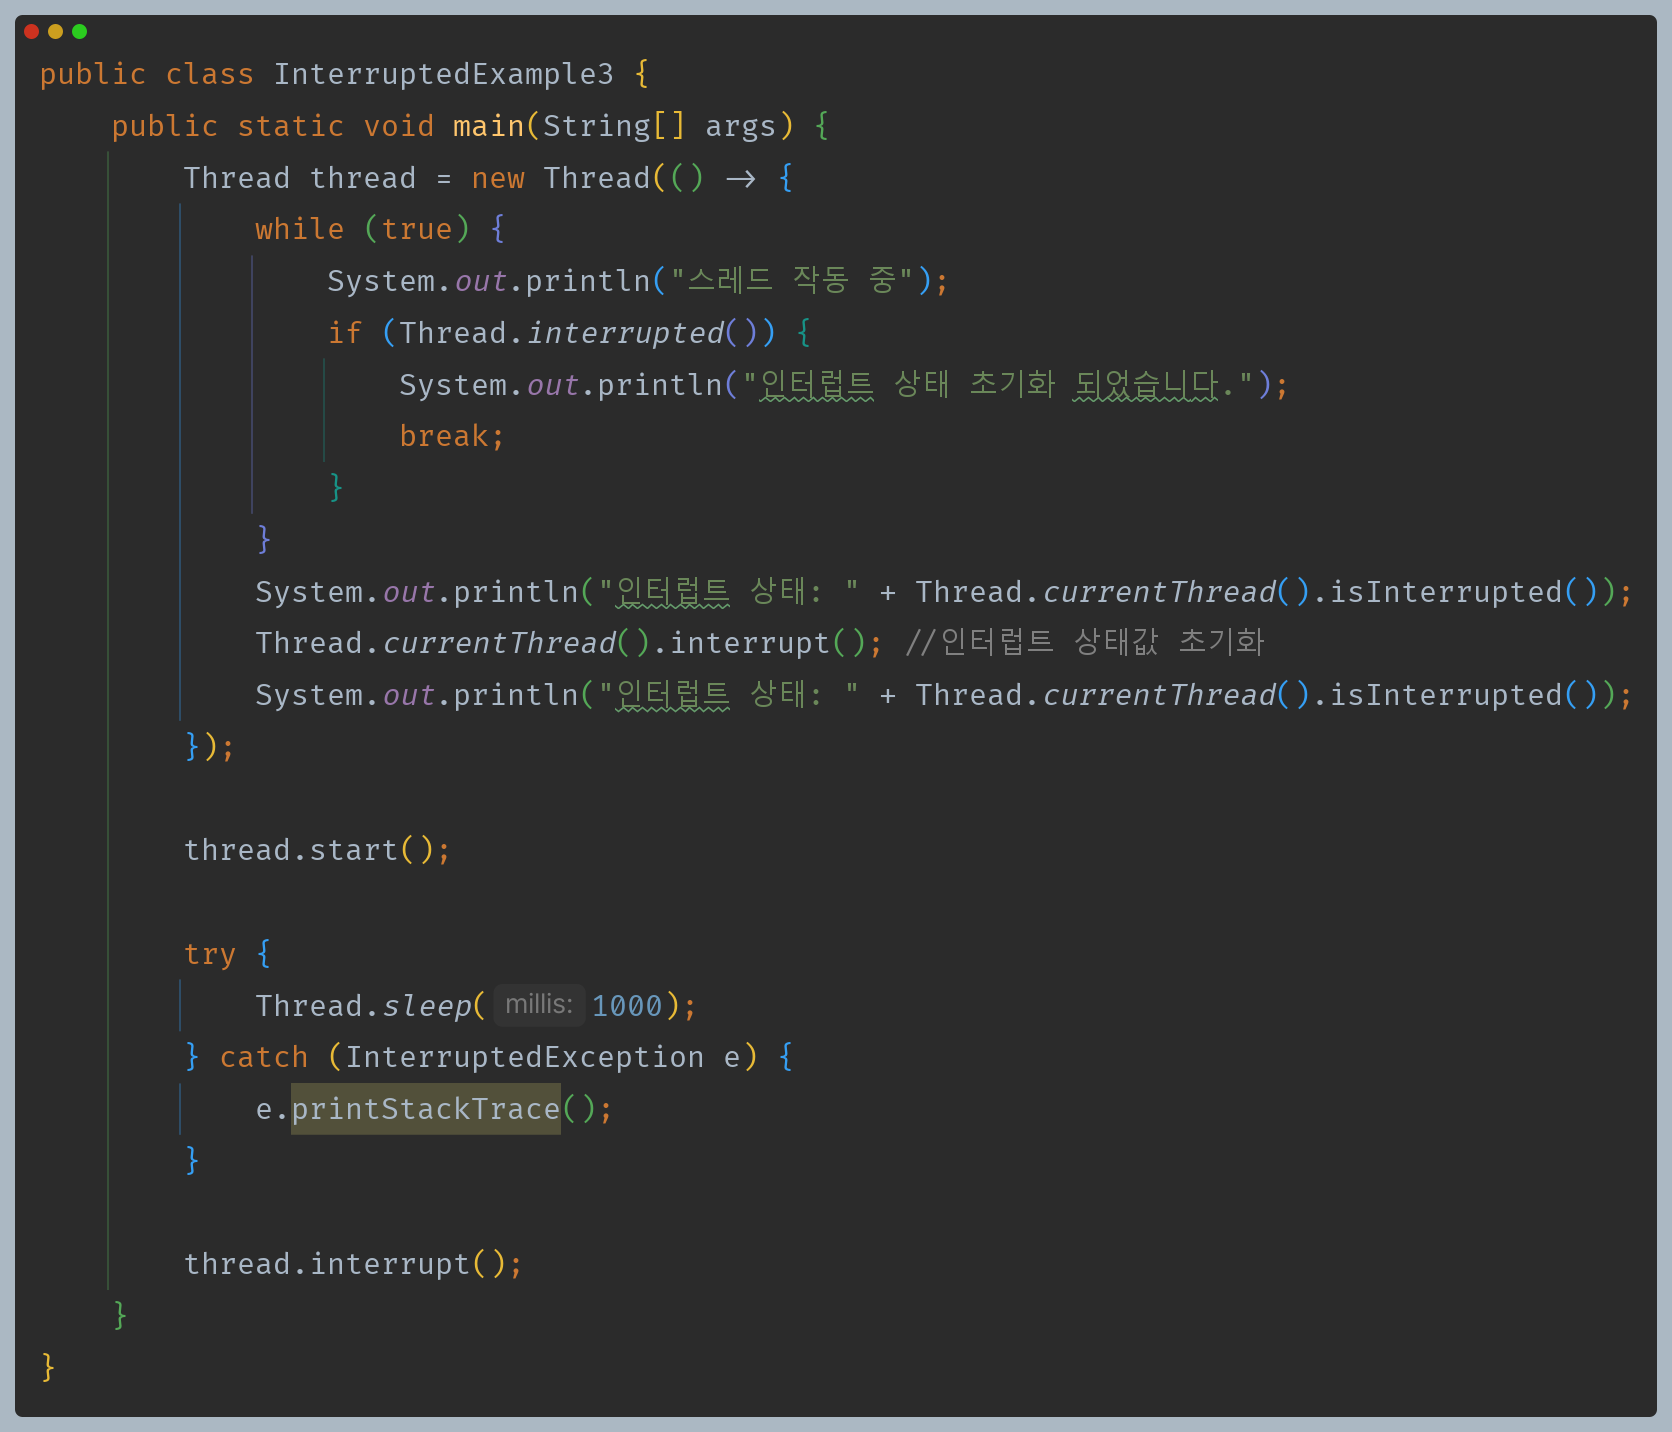 public class InterruptedExample3 {
    public static void main(String[] args) {
        Thread thread = new Thread(() -> {
            while (true) {
                System.out.println("스레드 작동 중");
                if (Thread.interrupted()) {
                    System.out.println("인터럽트 상태 초기화 되었습니다.");
                    break;
                }
            }
            System.out.println("인터럽트 상태: " + Thread.currentThread().isInterrupted());
            Thread.currentThread().interrupt(); //인터럽트 상태값 초기화
            System.out.println("인터럽트 상태: " + Thread.currentThread().isInterrupted());
        });

        thread.start();

        try {
            Thread.sleep( millis: 1000);
        } catch (InterruptedException e) {
            e.printStackTrace();
        }

        thread.interrupt();
    }
}